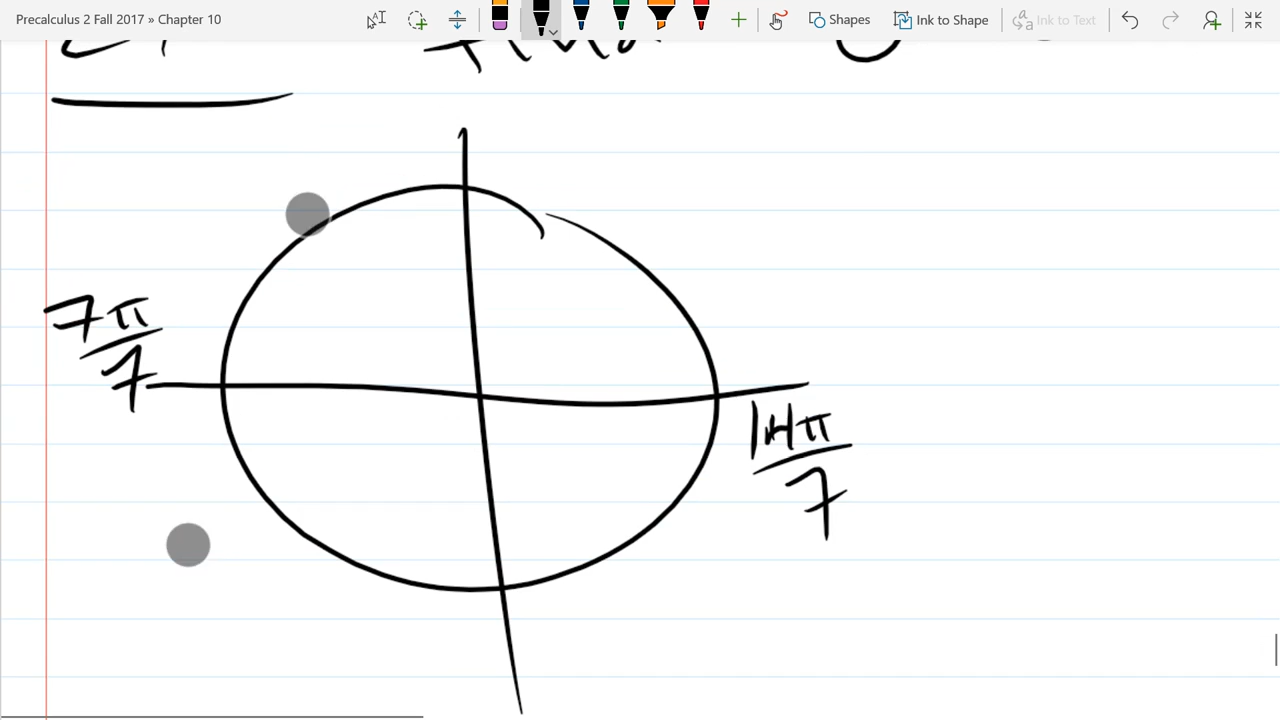 Precalculus 2 Fall 2017 » Chapter 10
Shapes
Ink to Shape
Ink to Text
7π
7
14π
7